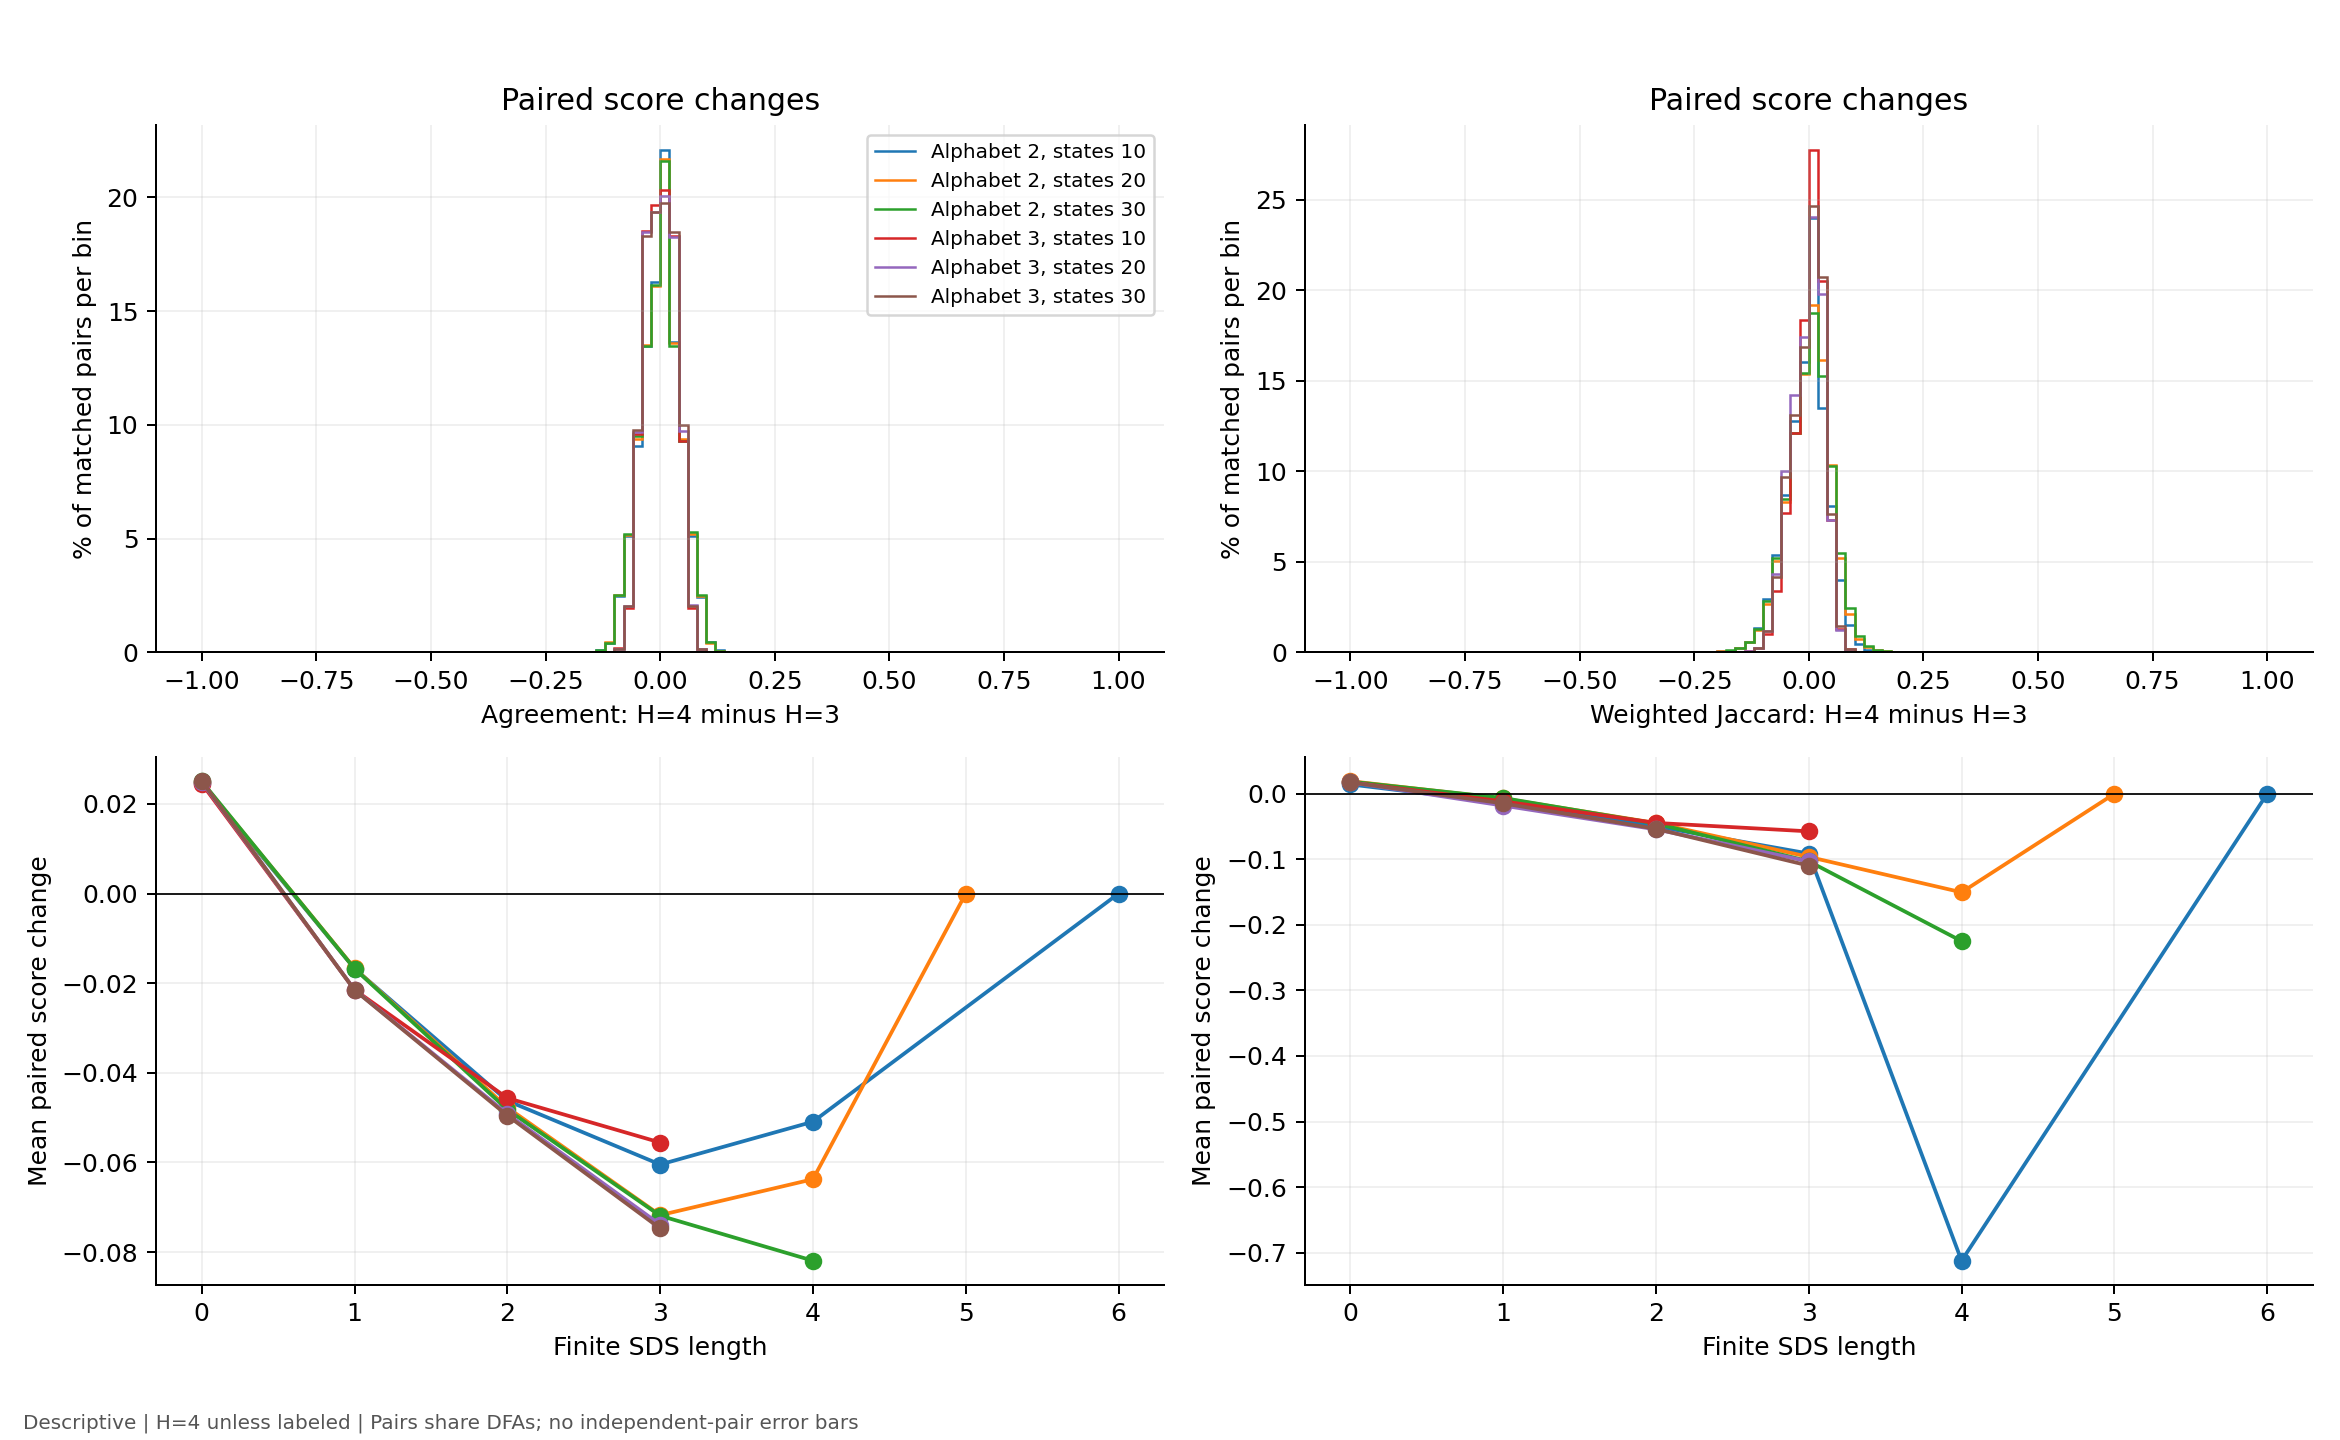 Paired score changes
% of matched pairs per bin
20
15
10
5
0
Alphabet 2, states 10
Alphabet 2, states 20
Alphabet 2, states 30
Alphabet 3, states 10
Alphabet 3, states 20
Alphabet 3, states 30
−1.00 −0.75 −0.50 −0.25 0.00 0.25 0.50 0.75 1.00
Agreement: H=4 minus H=3
Paired score changes
% of matched pairs per bin
25
20
15
10
5
0
−1.00 −0.75 −0.50 −0.25 0.00 0.25 0.50 0.75 1.00
Weighted Jaccard: H=4 minus H=3
Mean paired score change
0.02
0.00
−0.02
−0.04
−0.06
−0.08
0 1 2 3 4 5 6
Finite SDS length
Mean paired score change
0.0
−0.1
−0.2
−0.3
−0.4
−0.5
−0.6
−0.7
0 1 2 3 4 5 6
Finite SDS length
Descriptive | H=4 unless labeled | Pairs share DFAs; no independent-pair error bars